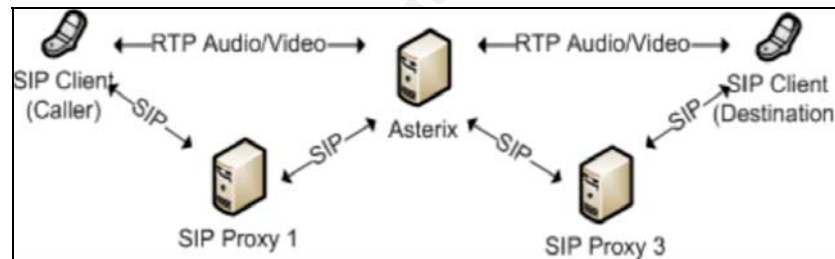 RTP Audio/Video
RTP Audio/Video
SIP Client
(Caller)
Asterix
SIP Client
(Destination
SIP
SIP
SIP
SIP
SIP Proxy 1
SIP Proxy 3